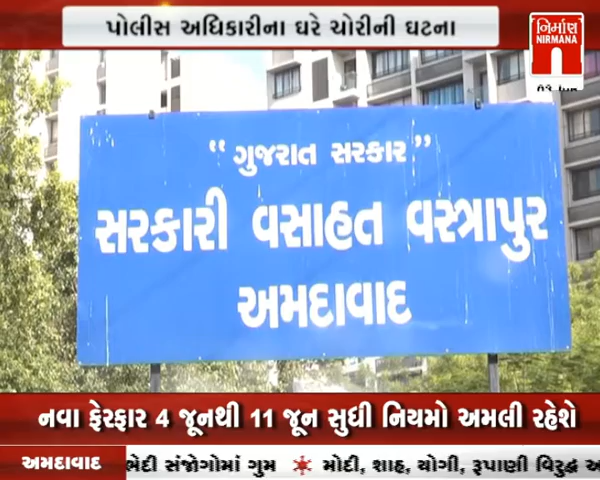 પોલીસ અધિકારીના ઘરે ચોરીની ઘટના
निर्माण
NIRMANA
“ ગુજરાત સરકાર ”
સરકારી વસાહત વસ્ત્રાપુર
અમદાવાદ
નવા ફેરફાર 4 જૂનથી 11 જૂન સુધી નિયમો અમલી રહેશે
અમદાવાદ
ભેદી સંજોગોમાં ગુમ
મોદી, શાહ, યોગી, રૂપાણી વિરુદ્ધ